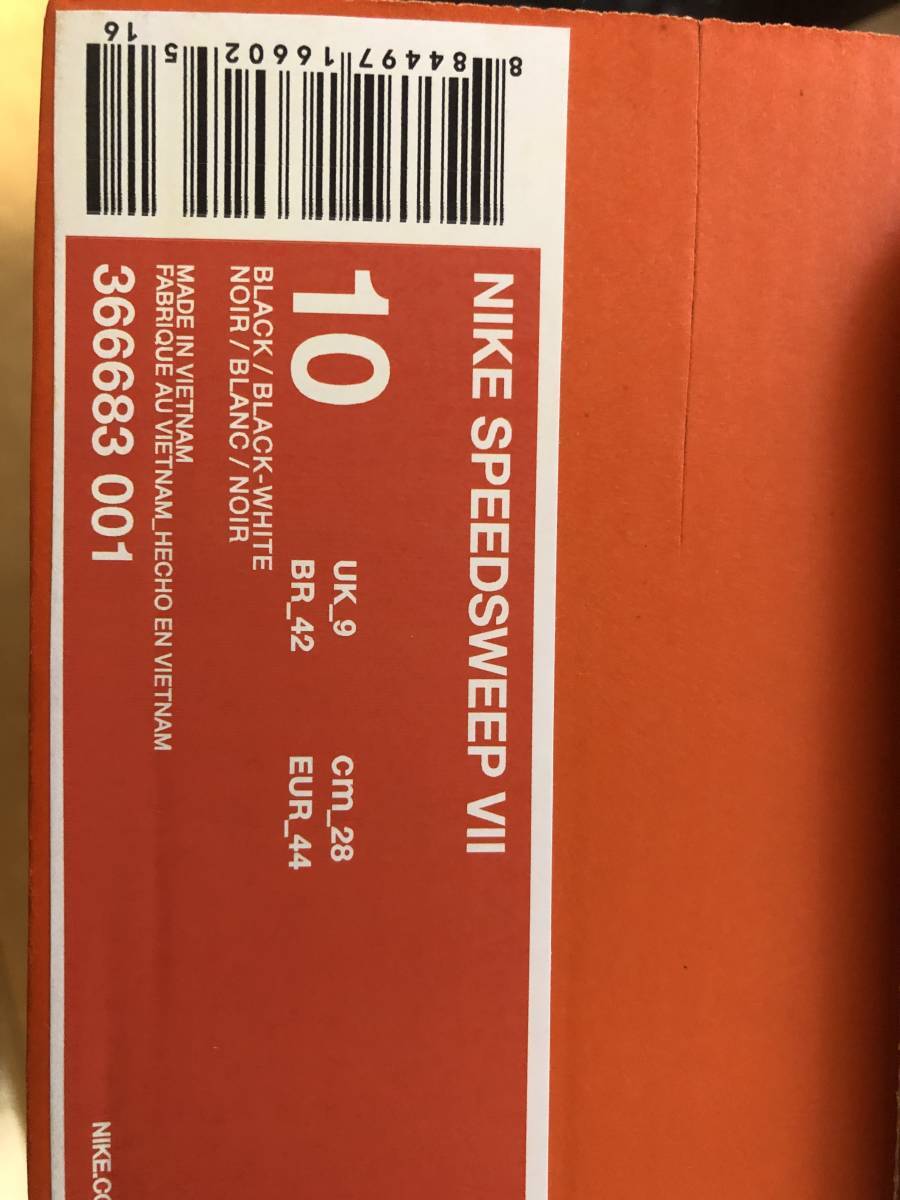 8 84497 16602 5 16
NIKE SPEEDSWEEP VII
10
UK_9 cm_28
BR_42 EUR_44
BLACK / BLACK-WHITE
NOIR / BLANC / NOIR
MADE IN VIETNAM
FABRIQUE AU VIETNAM_HECHO EN VIETNAM
366683 001
NIKE.CO